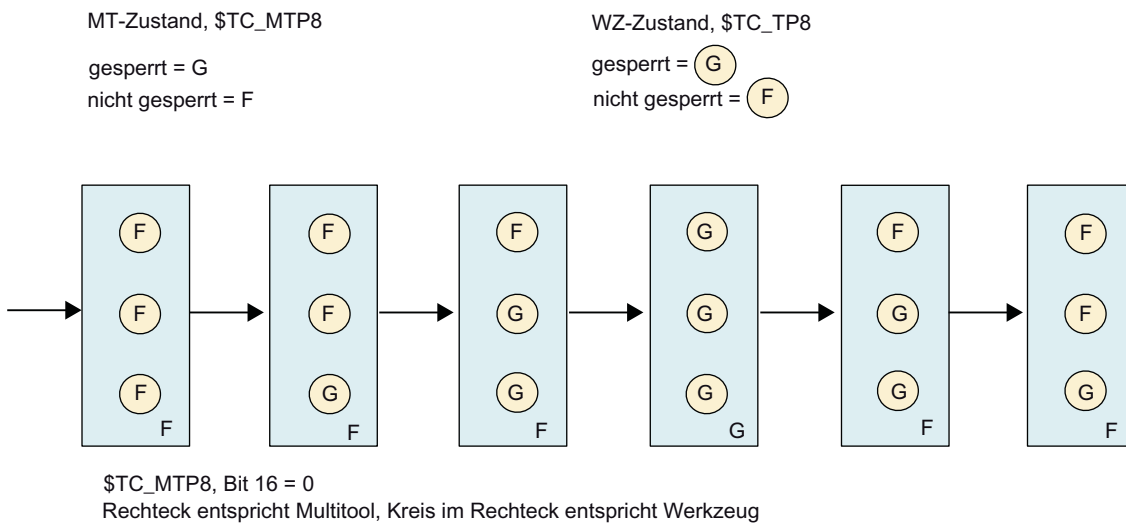 MT-Zustand, $TC_MTP8
gesperrt = G
nicht gesperrt = F
WZ-Zustand, $TC_TP8
gesperrt = G
nicht gesperrt = F
F F F G F F
F F G G G F
F G G G G G
F F F G F F
$TC_MTP8, Bit 16 = 0
Rechteck entspricht Multitool, Kreis im Rechteck entspricht Werkzeug